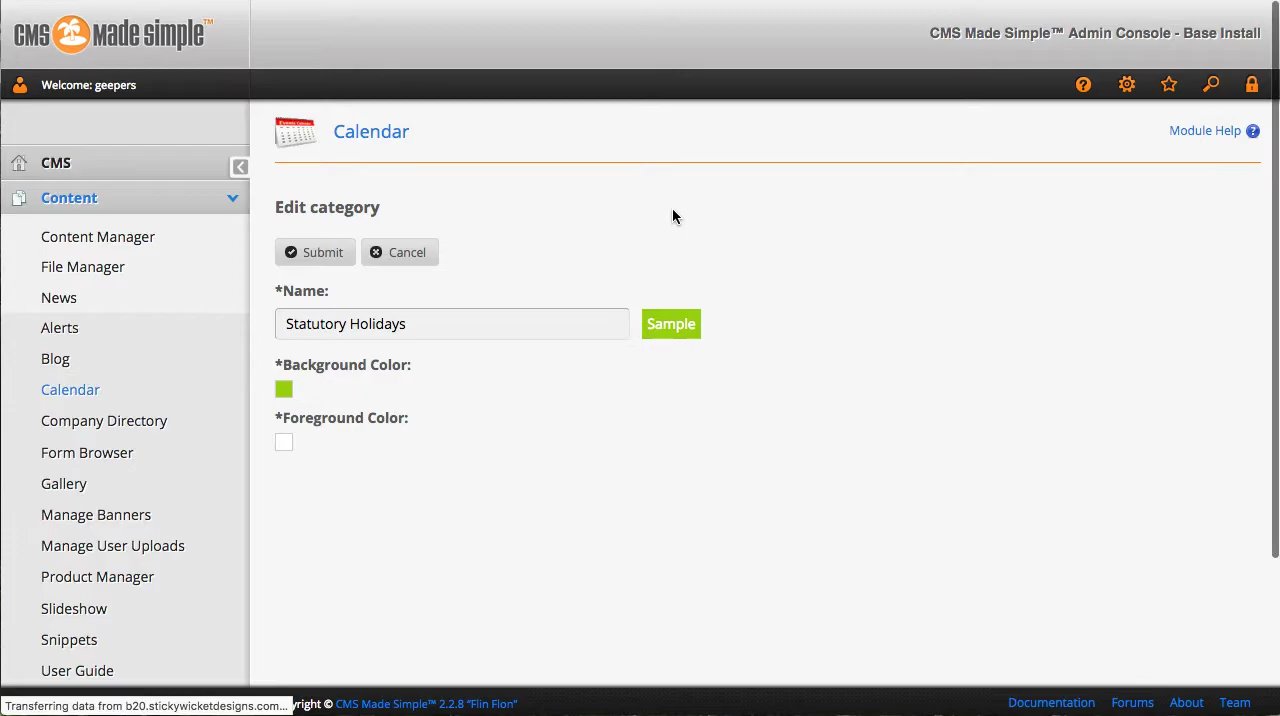 CMS Made Simple™
CMS Made Simple™ Admin Console - Base Install
Welcome: geepers
Calendar
Module Help
CMS
Content
Content Manager
File Manager
News
Alerts
Blog
Calendar
Company Directory
Form Browser
Gallery
Manage Banners
Manage User Uploads
Product Manager
Slideshow
Snippets
User Guide
Edit category
Submit
Cancel
*Name:
Statutory Holidays
Sample
*Background Color:
*Foreground Color:
Transferring data from b20.stickywicketdesigns.com...
yright © CMS Made Simple™ 2.2.8 “Flin Flon”
Documentation
Forums
About
Team